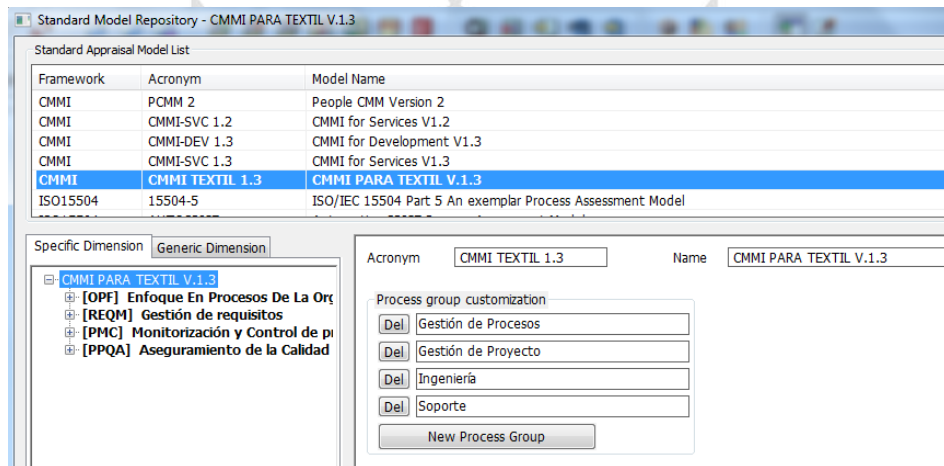 Standard Model Repository - CMMI PARA TEXTIL V.1.3
Standard Appraisal Model List
Framework Acronym Model Name
CMMI PCMM 2 People CMM Version 2
CMMI CMMI-SVC 1.2 CMMI for Services V1.2
CMMI CMMI-DEV 1.3 CMMI for Development V1.3
CMMI CMMI-SVC 1.3 CMMI for Services V1.3
CMMI CMMI TEXTIL 1.3 CMMI PARA TEXTIL V.1.3
ISO15504 15504-5 ISO/IEC 15504 Part 5 An exemplar Process Assessment Model
Specific Dimension Generic Dimension
CMMI PARA TEXTIL V.1.3
[OPF] Enfoque En Procesos De La Org
[REQM] Gestión de requisitos
[PMC] Monitorización y Control de
[PPQA] Aseguramiento de la Calidad
Acronym CMMI TEXTIL 1.3 Name CMMI PARA TEXTIL V.1.3
Process group customization
Del Gestión de Procesos
Del Gestión de Proyecto
Del Ingeniería
Del Soporte
New Process Group